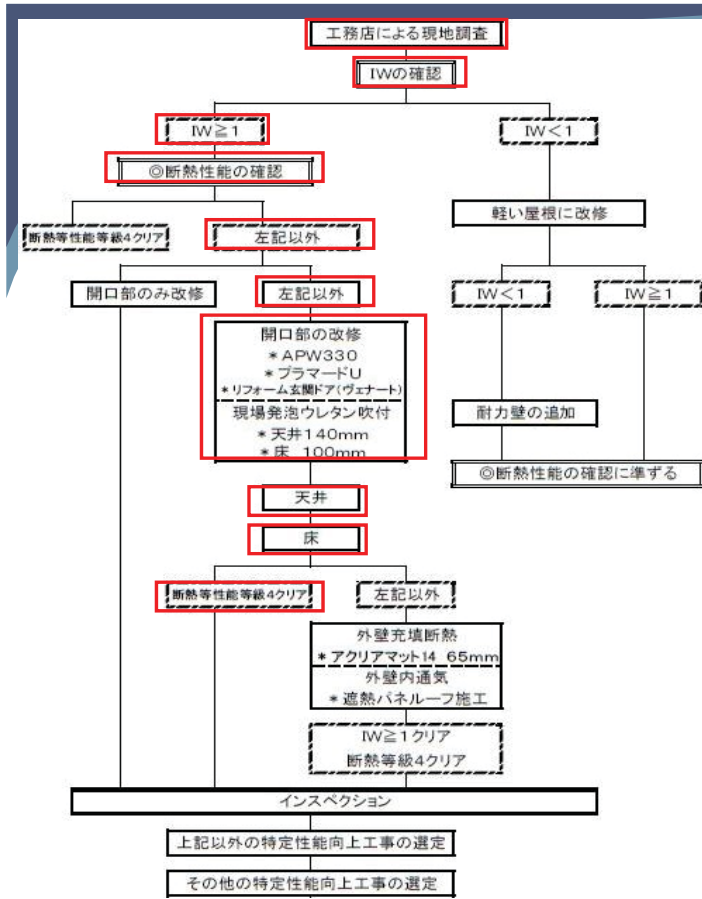 工務店による現地調査
IWの確認
IW≧1
IW<1
◎断熱性能の確認
断熱等性能等級4クリア
左記以外
軽い屋根に改修
開口部のみ改修
左記以外
IW<1
IW≧1
開口部の改修
*APW330
*プラマードU
*リフォーム玄関ドア(ヴェナート)
現場発泡ウレタン吹付
*天井140mm
*床 100mm
耐力壁の追加
◎断熱性能の確認に準ずる
天井
床
断熱等性能等級4クリア
左記以外
外壁充填断熱
*アクリアマット14 65mm
外壁内通気
*遮熱パネルーフ施工
IW≧1クリア
断熱等級4クリア
インスペクション
上記以外の特定性能向上工事の選定
その他の特定性能向上工事の選定